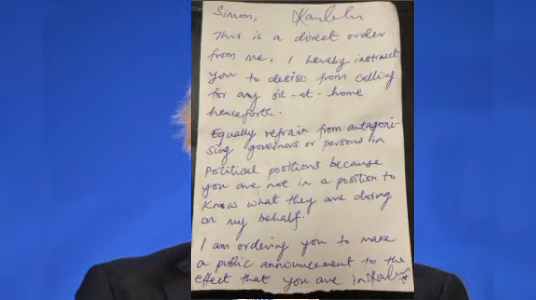 Simon,
This is a direct order
from me. I hereby instruct
you to desist from calling
for any sit-at-home
henceforth.
Equally refrain from antagoni-
sing governors or persons in
political positions because
you are not in a position to
know what they are doing
on my behalf.
I am ordering you to make
a public announcement to the
effect that you are in